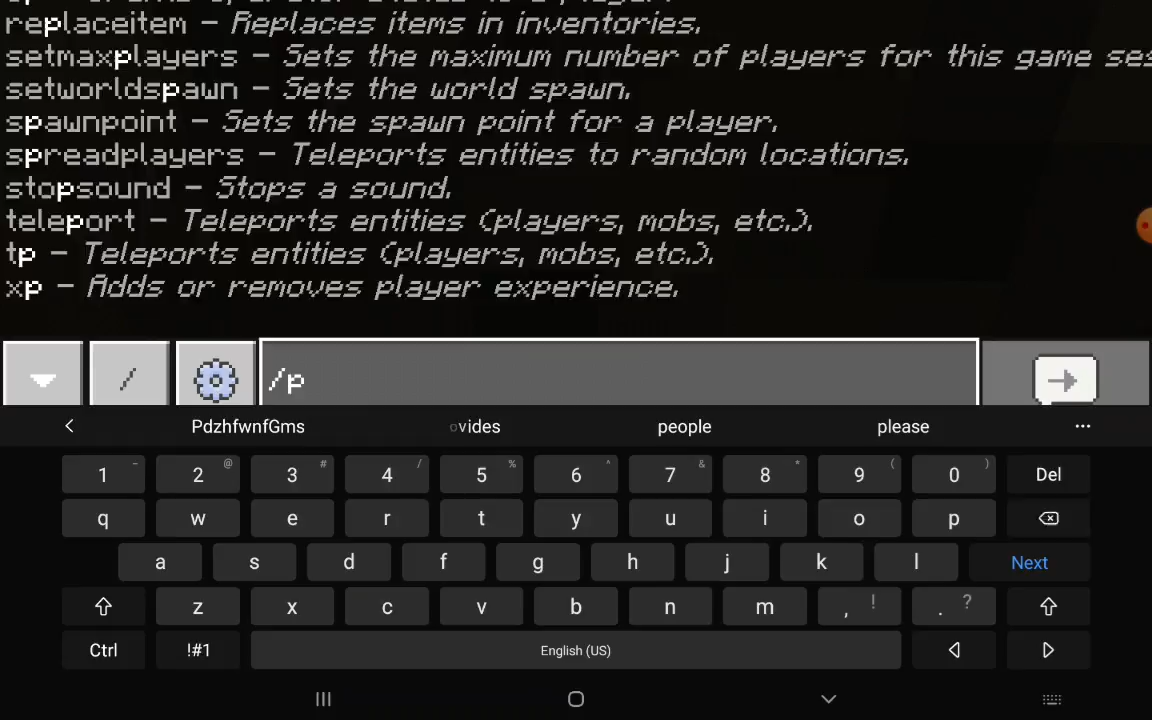 replaceitem – Replaces items in inventories.
setmaxplayers – Sets the maximum number of players for this game ses
setworldspawn – Sets the world spawn.
spawnpoint – Sets the spawn point for a player.
spreadplayers – Teleports entities to random locations.
stopsound – Stops a sound.
teleport – Teleports entities (players, mobs, etc.).
tp – Teleports entities (players, mobs, etc.).
xp – Adds or removes player experience.
/ /p
< PdzhfwnfGms ovides people please ...
1 - 2 @ 3 # 4 / 5 % 6 ^ 7 & 8 * 9 ( 0 ) Del
q w e r t y u i o p
a s d f g h j k l Next
z x c v b n m , ! . ?
Ctrl !#1 English (US)